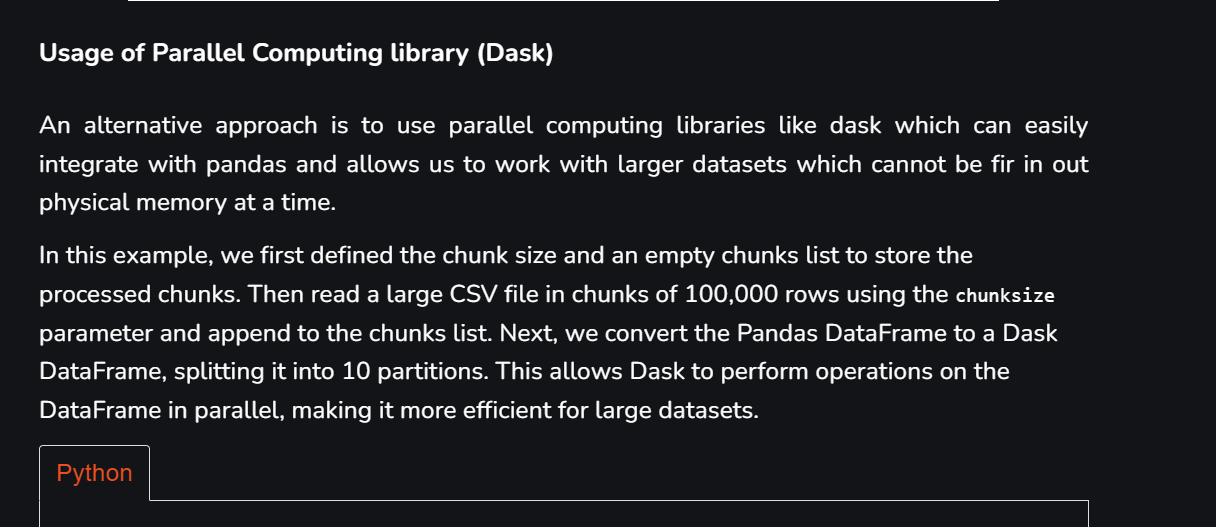 Usage of Parallel Computing library (Dask)
An alternative approach is to use parallel computing libraries like dask which can easily
integrate with pandas and allows us to work with larger datasets which cannot be fir in out
physical memory at a time.
In this example, we first defined the chunk size and an empty chunks list to store the
processed chunks. Then read a large CSV file in chunks of 100,000 rows using the chunksize
parameter and append to the chunks list. Next, we convert the Pandas DataFrame to a Dask
DataFrame, splitting it into 10 partitions. This allows Dask to perform operations on the
DataFrame in parallel, making it more efficient for large datasets.
Python